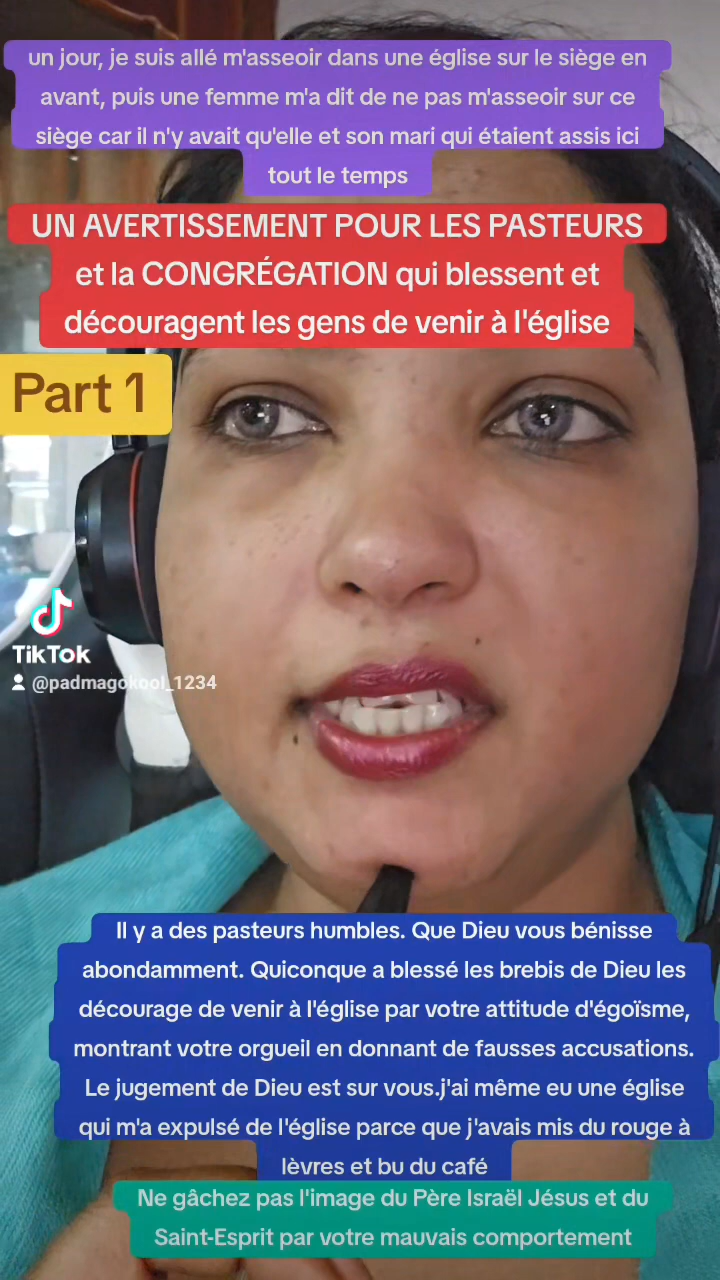 un jour, je suis allé m'asseoir dans une église sur le siège en
avant, puis une femme m'a dit de ne pas m'asseoir sur ce
siège car il n'y avait qu'elle et son mari qui étaient assis ici
tout le temps
UN AVERTISSEMENT POUR LES PASTEURS
et la CONGRÉGATION qui blessent et
découragent les gens de venir à l'église
Part 1
TikTok
@padmagokool_1234
Il y a des pasteurs humbles. Que Dieu vous bénisse
abondamment. Quiconque a blessé les brebis de Dieu les
décourage de venir à l'église par votre attitude d'égoïsme,
montrant votre orgueil en donnant de fausses accusations.
Le jugement de Dieu est sur vous.j'ai même eu une église
qui m'a expulsé de l'église parce que j'avais mis du rouge à
lèvres et bu du café
Ne gâchez pas l'image du Père Israël Jésus et du
Saint-Esprit par votre mauvais comportement